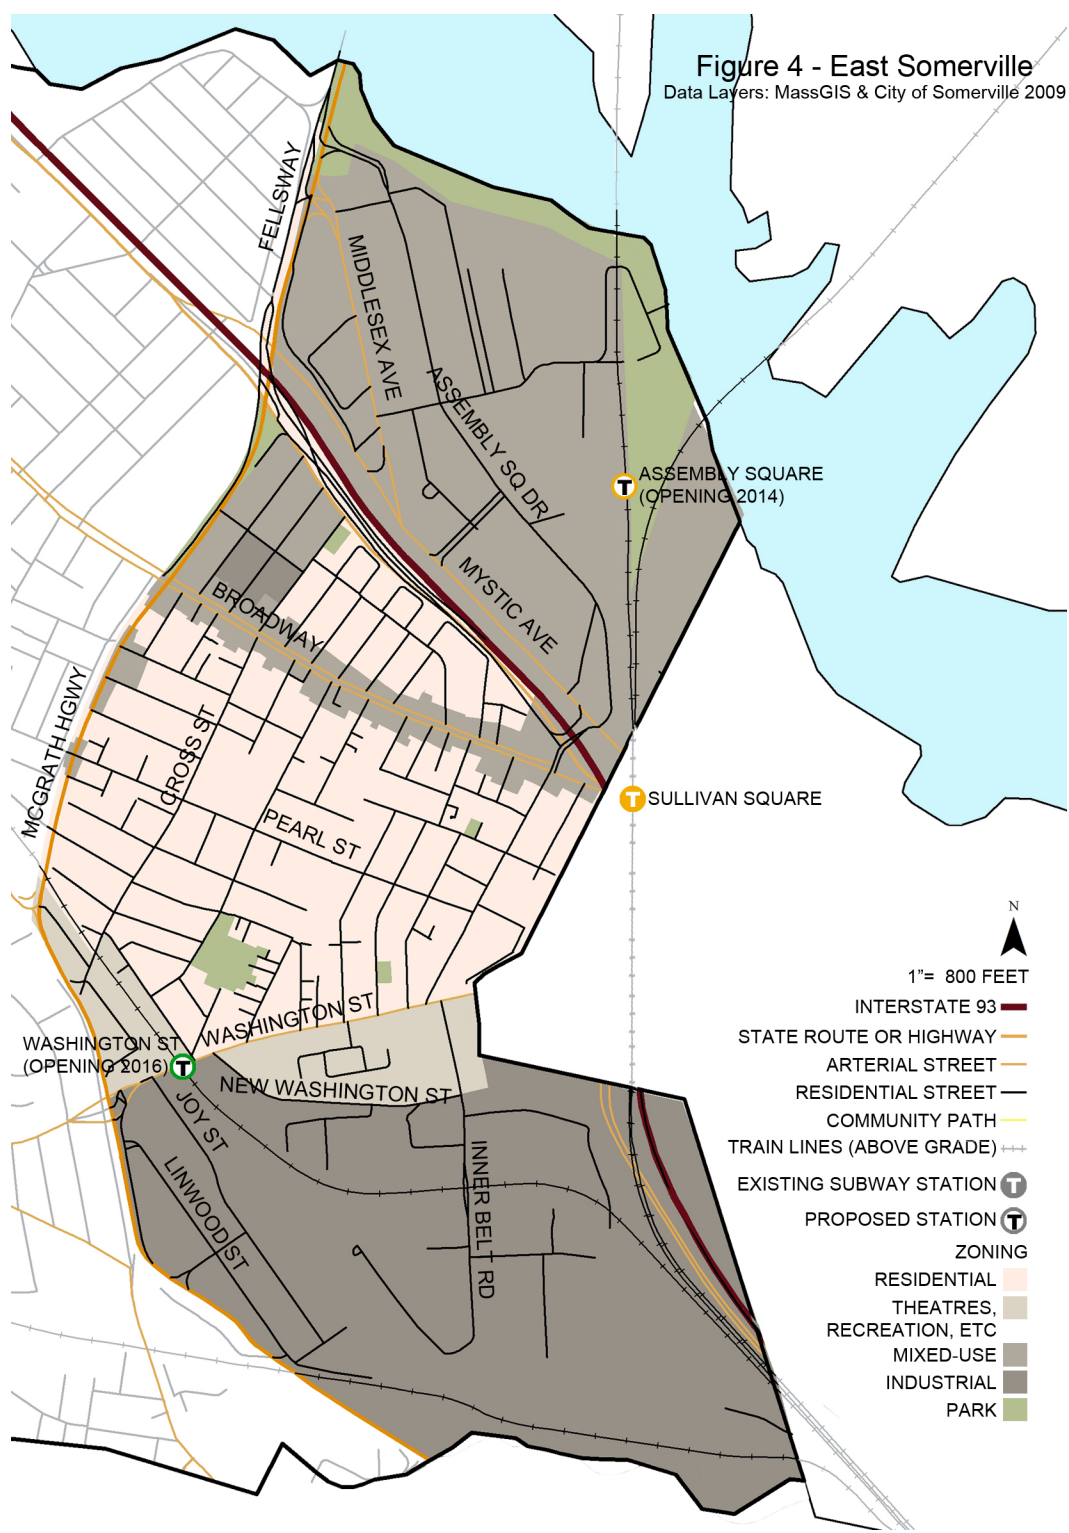 Figure 4 - East Somerville
Data Layers: MassGIS & City of Somerville 2009
FELLSWAY
MIDDLESEX AVE
ASSEMBLY SQ DR
T
ASSEMBLY SQUARE
(OPENING 2014)
MYSTIC AVE
BROADWAY
MCGRATH HGWY
CROSS ST
T
SULLIVAN SQUARE
PEARL ST
WASHINGTON ST
WASHINGTON ST
(OPENING 2016)
T
NEW WASHINGTON ST
JOY ST
LINWOOD ST
INNER BELT RD
N
1"= 800 FEET
INTERSTATE 93
STATE ROUTE OR HIGHWAY
ARTERIAL STREET
RESIDENTIAL STREET
COMMUNITY PATH
TRAIN LINES (ABOVE GRADE)
EXISTING SUBWAY STATION T
PROPOSED STATION T
ZONING
RESIDENTIAL
THEATRES,
RECREATION, ETC
MIXED-USE
INDUSTRIAL
PARK